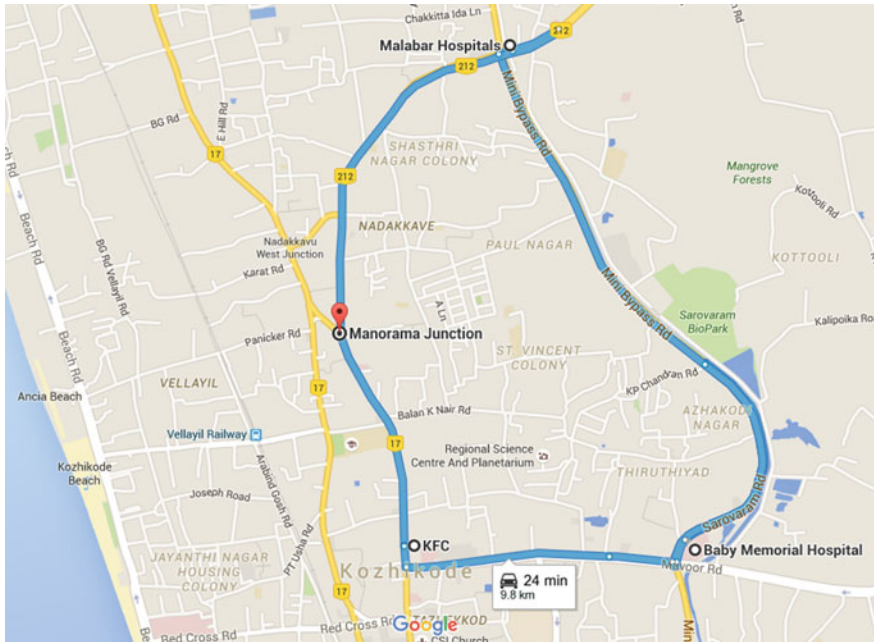 Chakkitta Ida Ln
212
Malabar Hospitals
212
BG Rd
E Hill Rd
17
SHASTHRI
NAGAR COLONY
Mini Bypass Rd
Mangrove
Forests
212
Beach Rd
NADAKKAVE
Nadakkavu
West Junction
PAUL NAGAR
KOTTOOLI
BG Rd Vellayil Rd
Karat Rd
A Ln
Mini Bypass Rd
Sarovaram
BioPark
Kalipoika Roa
Beach Rd
Panicker Rd
Manorama Junction
ST. VINCENT
COLONY
VELLAYIL
17
KP Chandran Rd
Ancia Beach
Balan K Nair Rd
AZHAKODI
NAGAR
Vellayil Railway
17
Regional Science
Centre And Planetarium
Kozhikode
Beach
THIRUTHIYAD
Arabind Gosh Rd
Joseph Road
Sarovaram Rd
PT Usha Rd
KFC
Baby Memorial Hospital
JAYANTHI NAGAR
HOUSING
COLONY
Kozhikode
Mavoor Rd
24 min
9.8 km
17
Beach Rd
Red Cross Rd
Red Cross Rd
Google
CSI Church
Mini